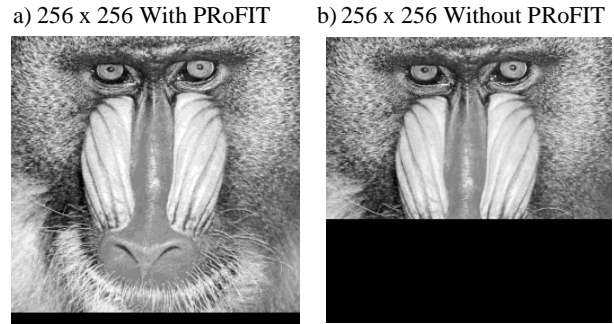 a) 256 x 256 With PRoFIT
b) 256 x 256 Without PRoFIT